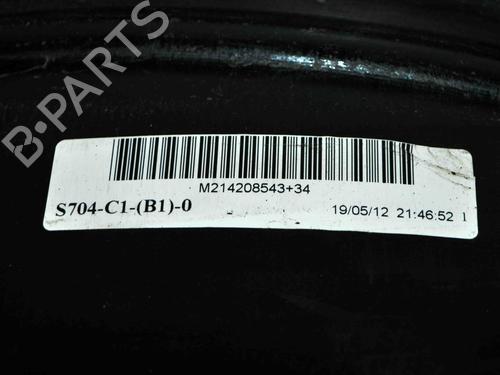 B-PARTS
M214208543+34
S704-C1-(B1)-0
19/05/12 21:46:52 1